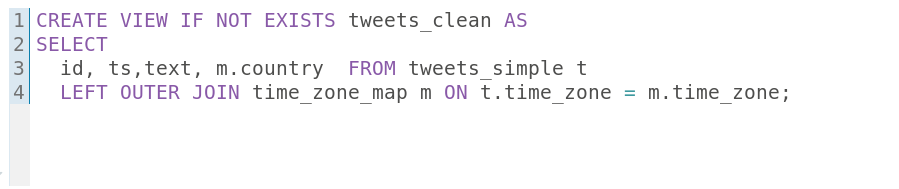 1 CREATE VIEW IF NOT EXISTS tweets_clean AS
2 SELECT
3   id, ts,text, m.country  FROM tweets_simple t
4   LEFT OUTER JOIN time_zone_map m ON t.time_zone = m.time_zone;